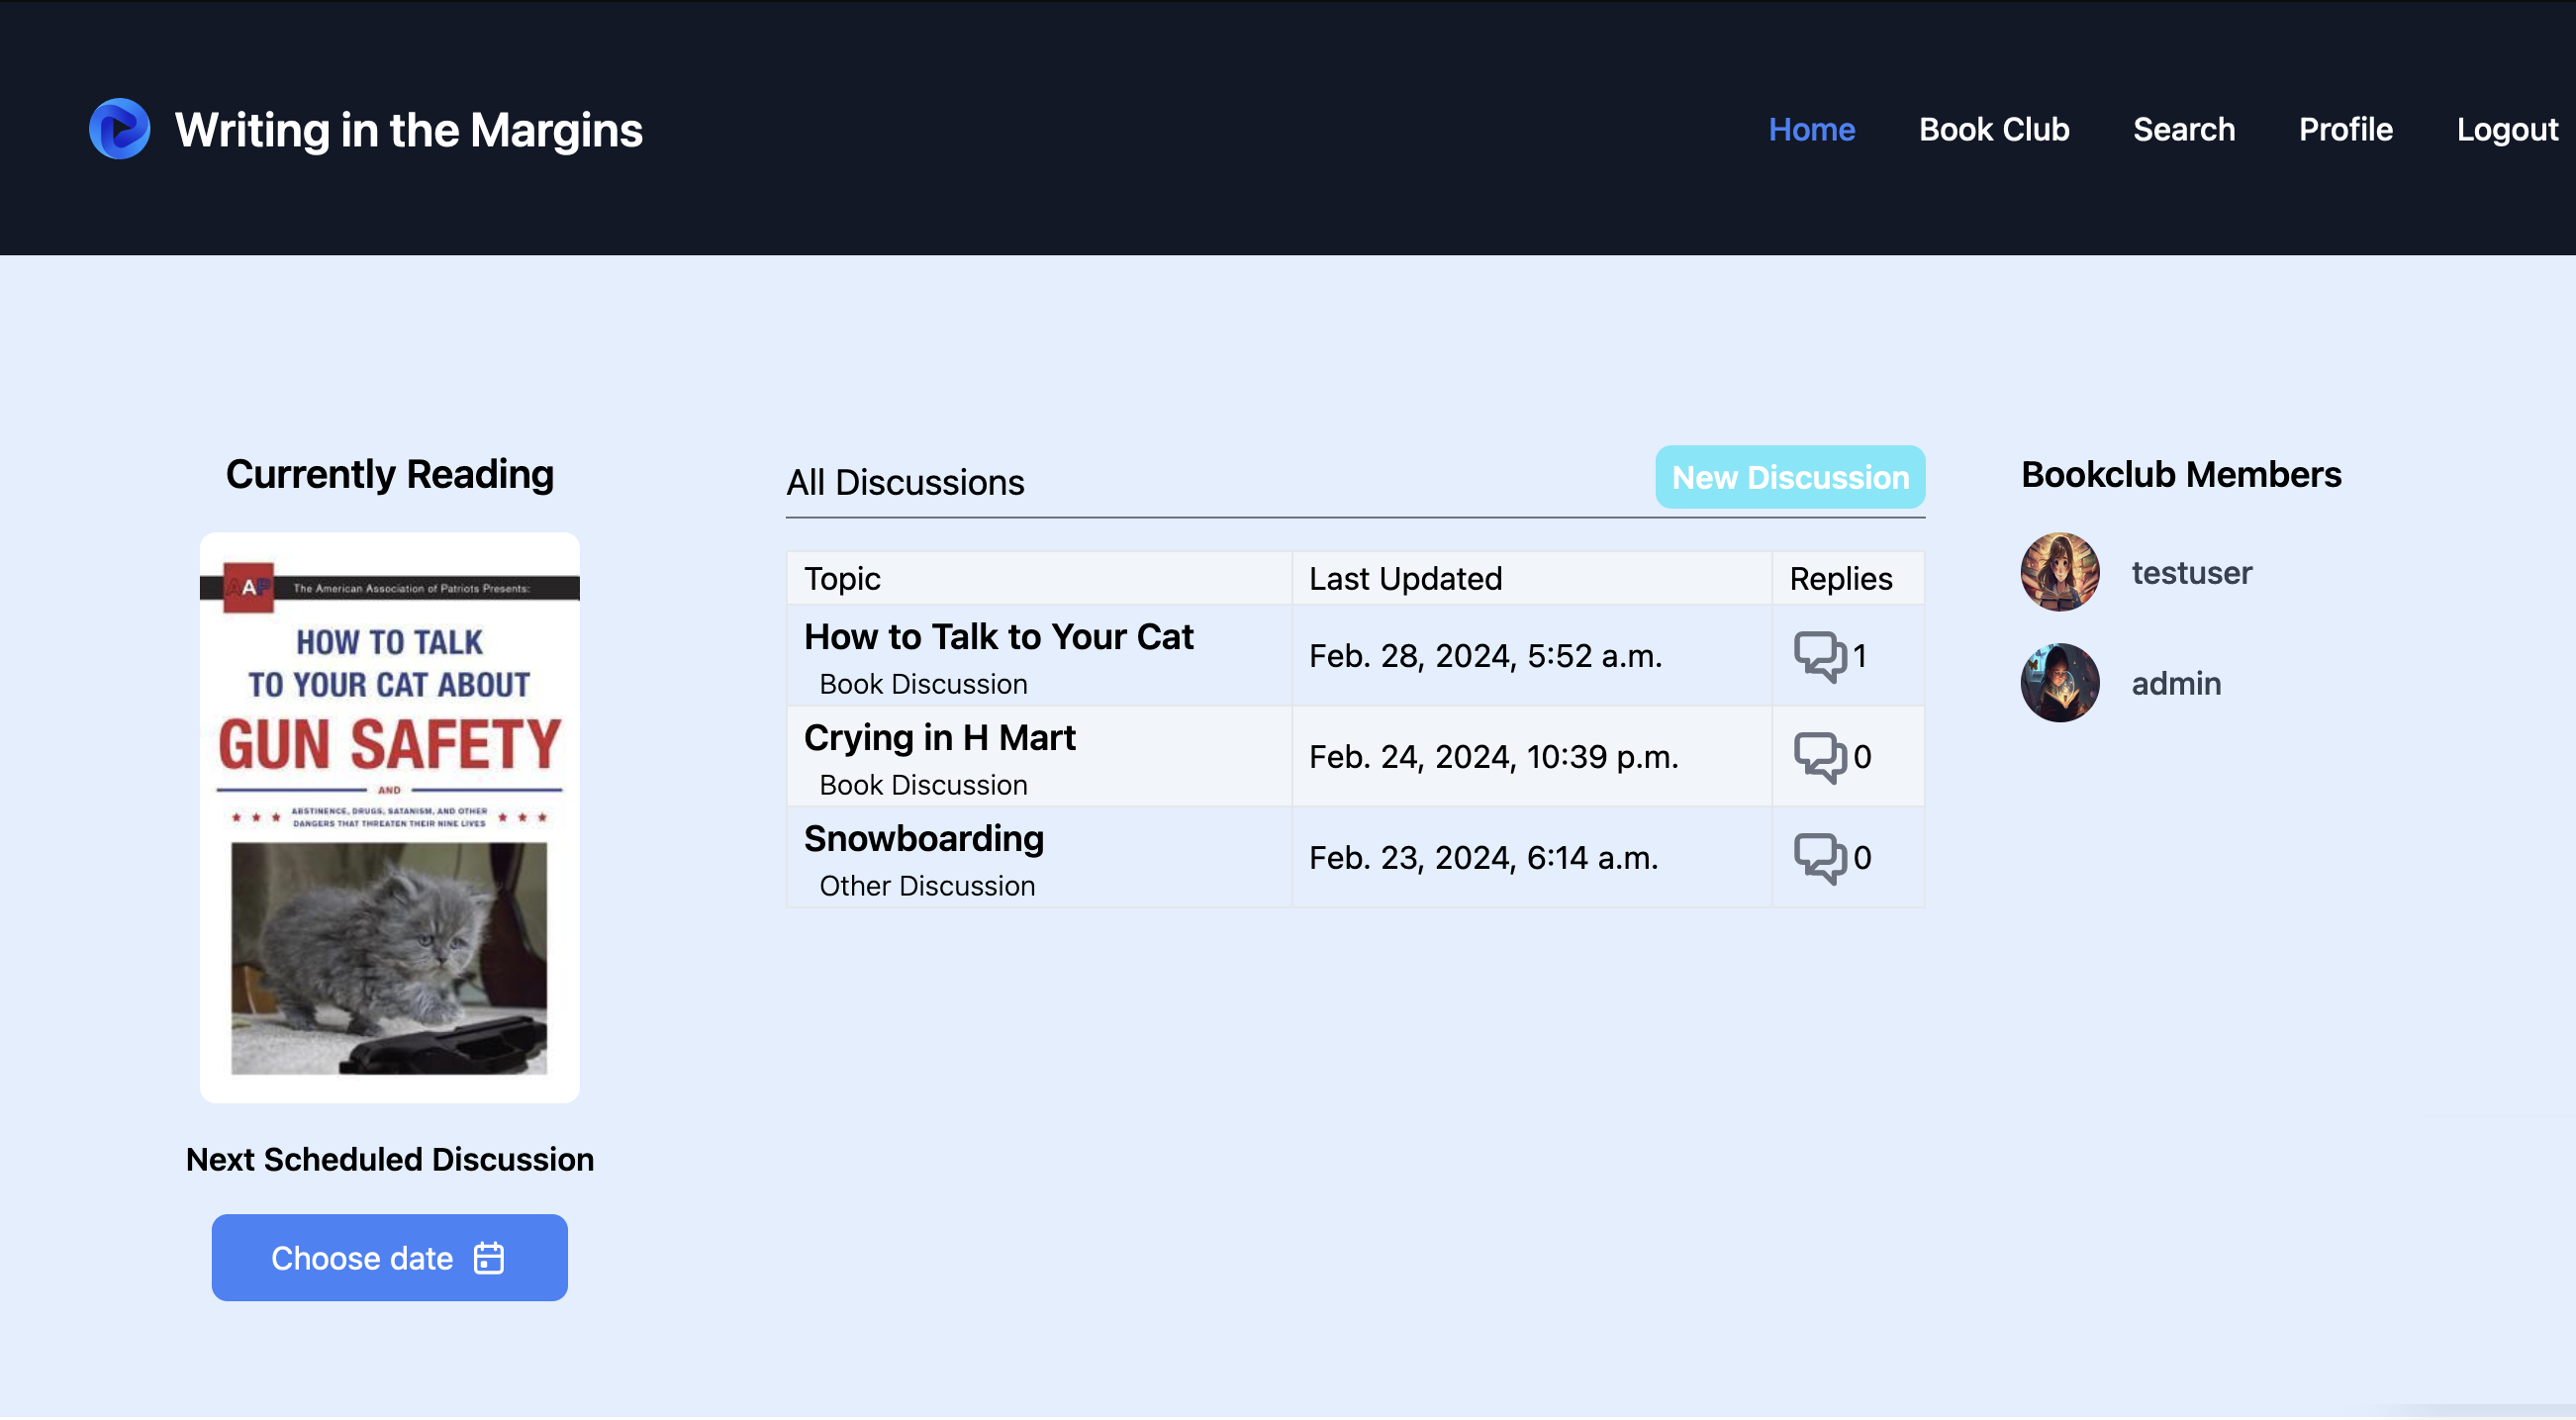 Writing in the Margins
Home Book Club Search Profile Logout
Currently Reading
AAP The American Association of Patriots Presents:
HOW TO TALK
TO YOUR CAT ABOUT
GUN SAFETY
AND
ABSTINENCE, DRUGS, SATANISM, AND OTHER
DANGERS THAT THREATEN THEIR NINE LIVES
Next Scheduled Discussion
Choose date
All Discussions New Discussion
Topic Last Updated Replies
How to Talk to Your Cat
Book Discussion
Feb. 28, 2024, 5:52 a.m. 1
Crying in H Mart
Book Discussion
Feb. 24, 2024, 10:39 p.m. 0
Snowboarding
Other Discussion
Feb. 23, 2024, 6:14 a.m. 0
Bookclub Members
testuser
admin